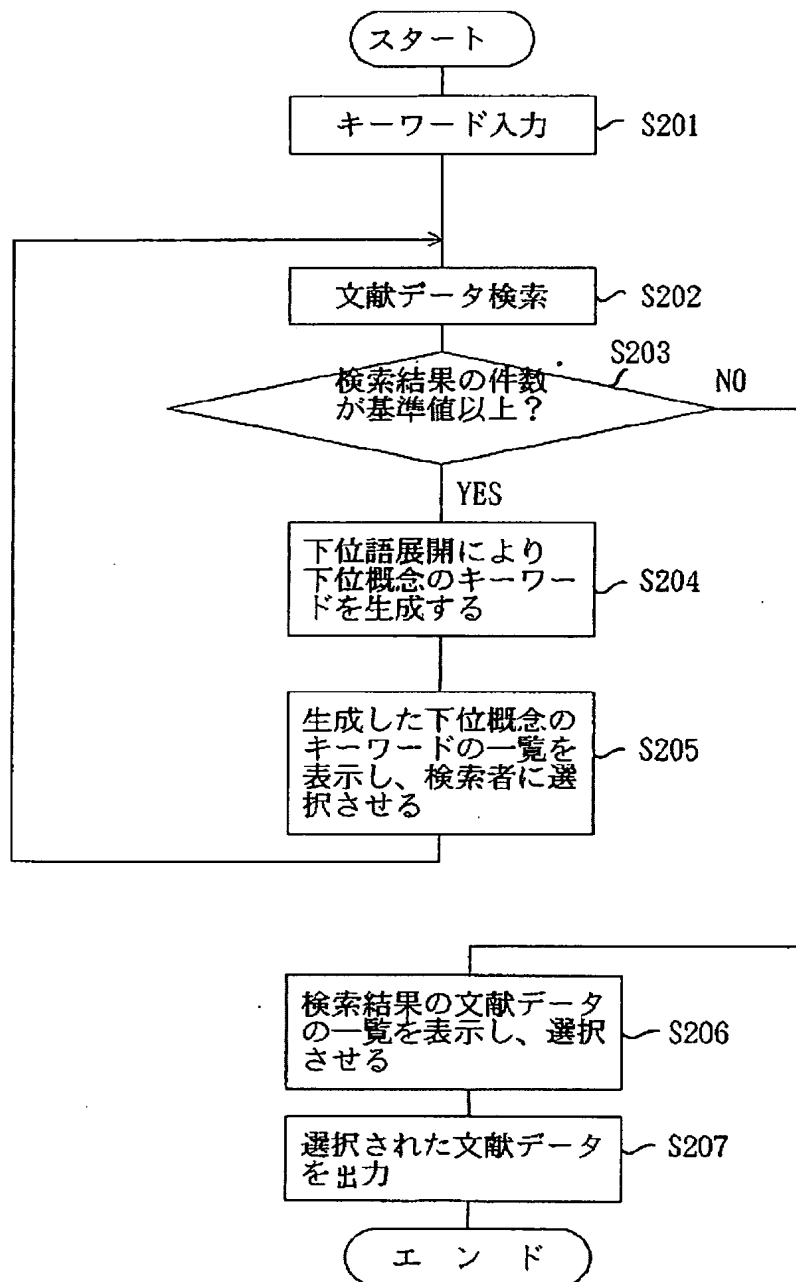 スタート
キーワード入力
S201
文献データ検索
S202
S203
検索結果の件数
が基準値以上？
NO
YES
下位語展開により
下位概念のキーワー
ドを生成する
S204
生成した下位概念の
キーワードの一覧を
表示し、検索者に選
択させる
S205
検索結果の文献データ
の一覧を表示し、選択
させる
S206
選択された文献データ
を出力
S207
エンド